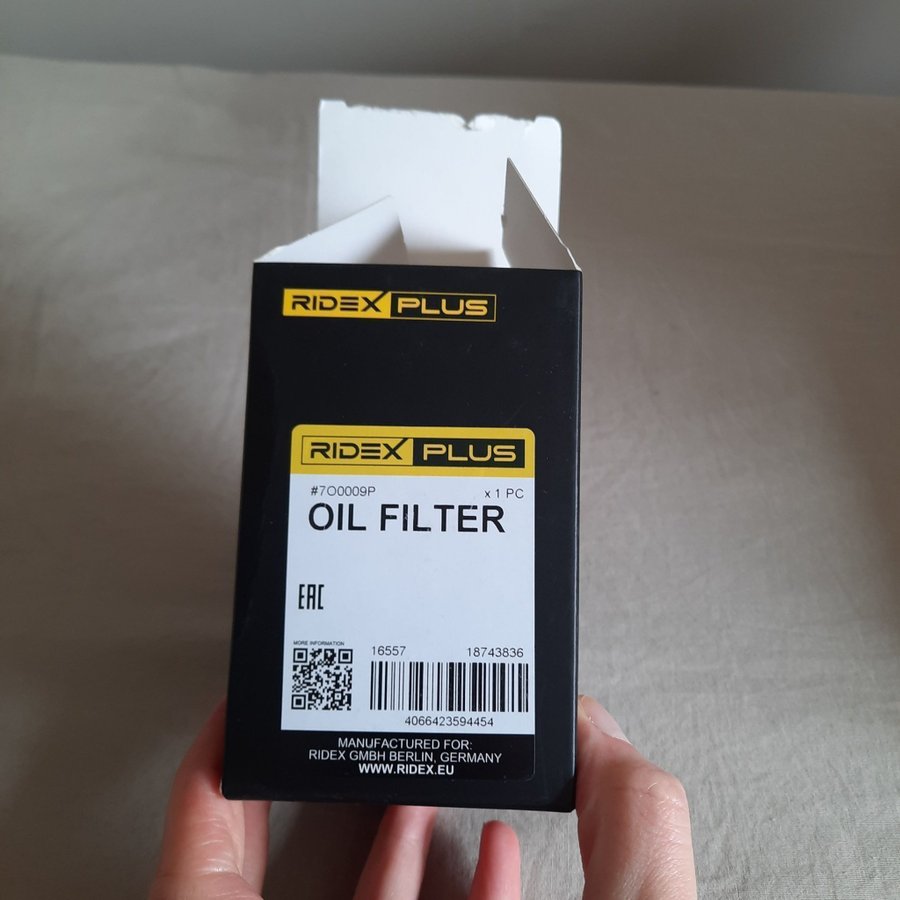 RIDEX PLUS
RIDEX PLUS
#7O0009P x 1 PC
OIL FILTER
EAC
MORE INFORMATION
16557 18743836
4066423594454
MANUFACTURED FOR:
RIDEX GMBH BERLIN, GERMANY
WWW.RIDEX.EU